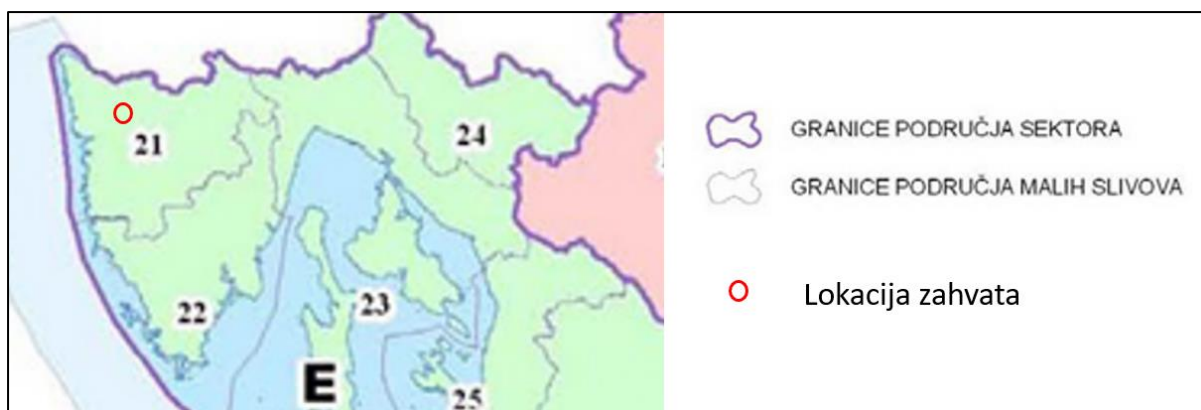 21
24
22
23
E
25
GRANICE PODRUČJA SEKTORA
GRANICE PODRUČJA MALIH SLIVOVA
Lokacija zahvata